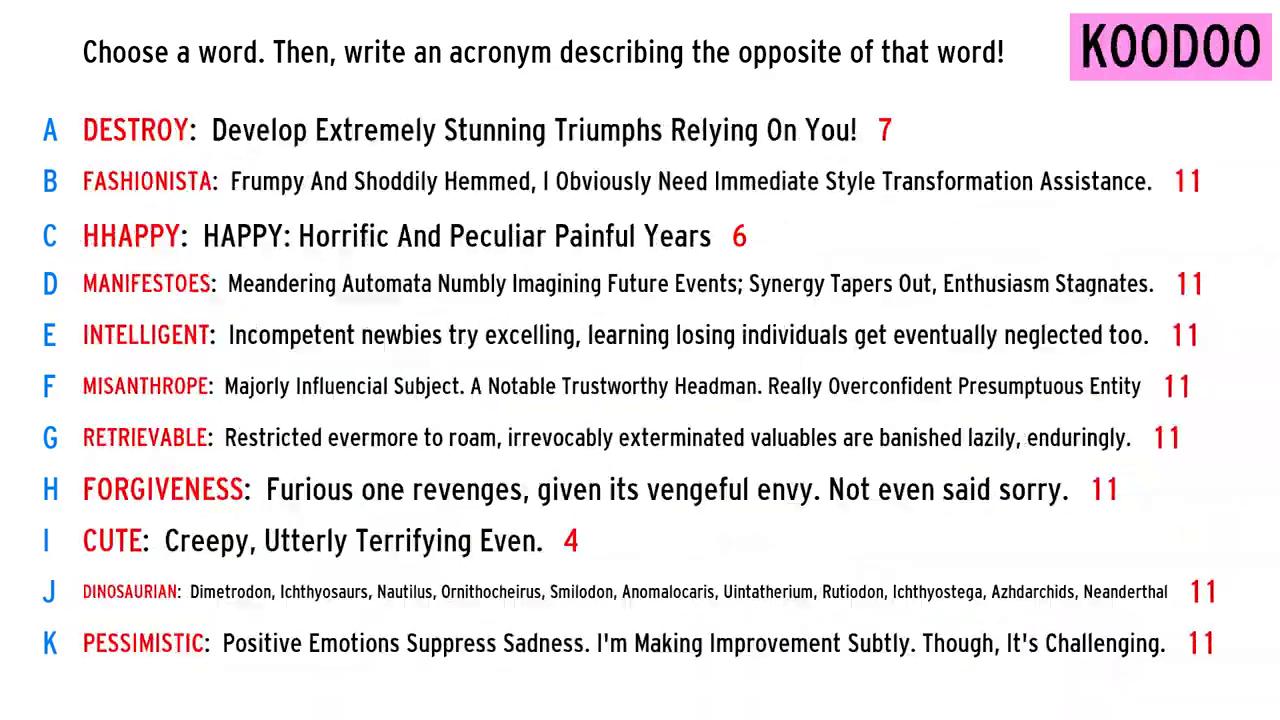 Choose a word. Then, write an acronym describing the opposite of that word!
KOODOO
A DESTROY: Develop Extremely Stunning Triumphs Relying On You! 7
B FASHIONISTA: Frumpy And Shoddily Hemmed, I Obviously Need Immediate Style Transformation Assistance. 11
C HHAPPY: HAPPY: Horrific And Peculiar Painful Years 6
D MANIFESTOES: Meandering Automata Numbly Imagining Future Events; Synergy Tapers Out, Enthusiasm Stagnates. 11
E INTELLIGENT: Incompetent newbies try excelling, learning losing individuals get eventually neglected too. 11
F MISANTHROPE: Majorly Influencial Subject. A Notable Trustworthy Headman. Really Overconfident Presumptuous Entity 11
G RETRIEVABLE: Restricted evermore to roam, irrevocably exterminated valuables are banished lazily, enduringly. 11
H FORGIVENESS: Furious one revenges, given its vengeful envy. Not even said sorry. 11
I CUTE: Creepy, Utterly Terrifying Even. 4
J DINOSAURIAN: Dimetrodon, Ichthyosaurs, Nautilus, Ornithocheirus, Smilodon, Anomalocaris, Uintatherium, Rutiodon, Ichthyostega, Azhdarchids, Neanderthal 11
K PESSIMISTIC: Positive Emotions Suppress Sadness. I'm Making Improvement Subtly. Though, It's Challenging. 11